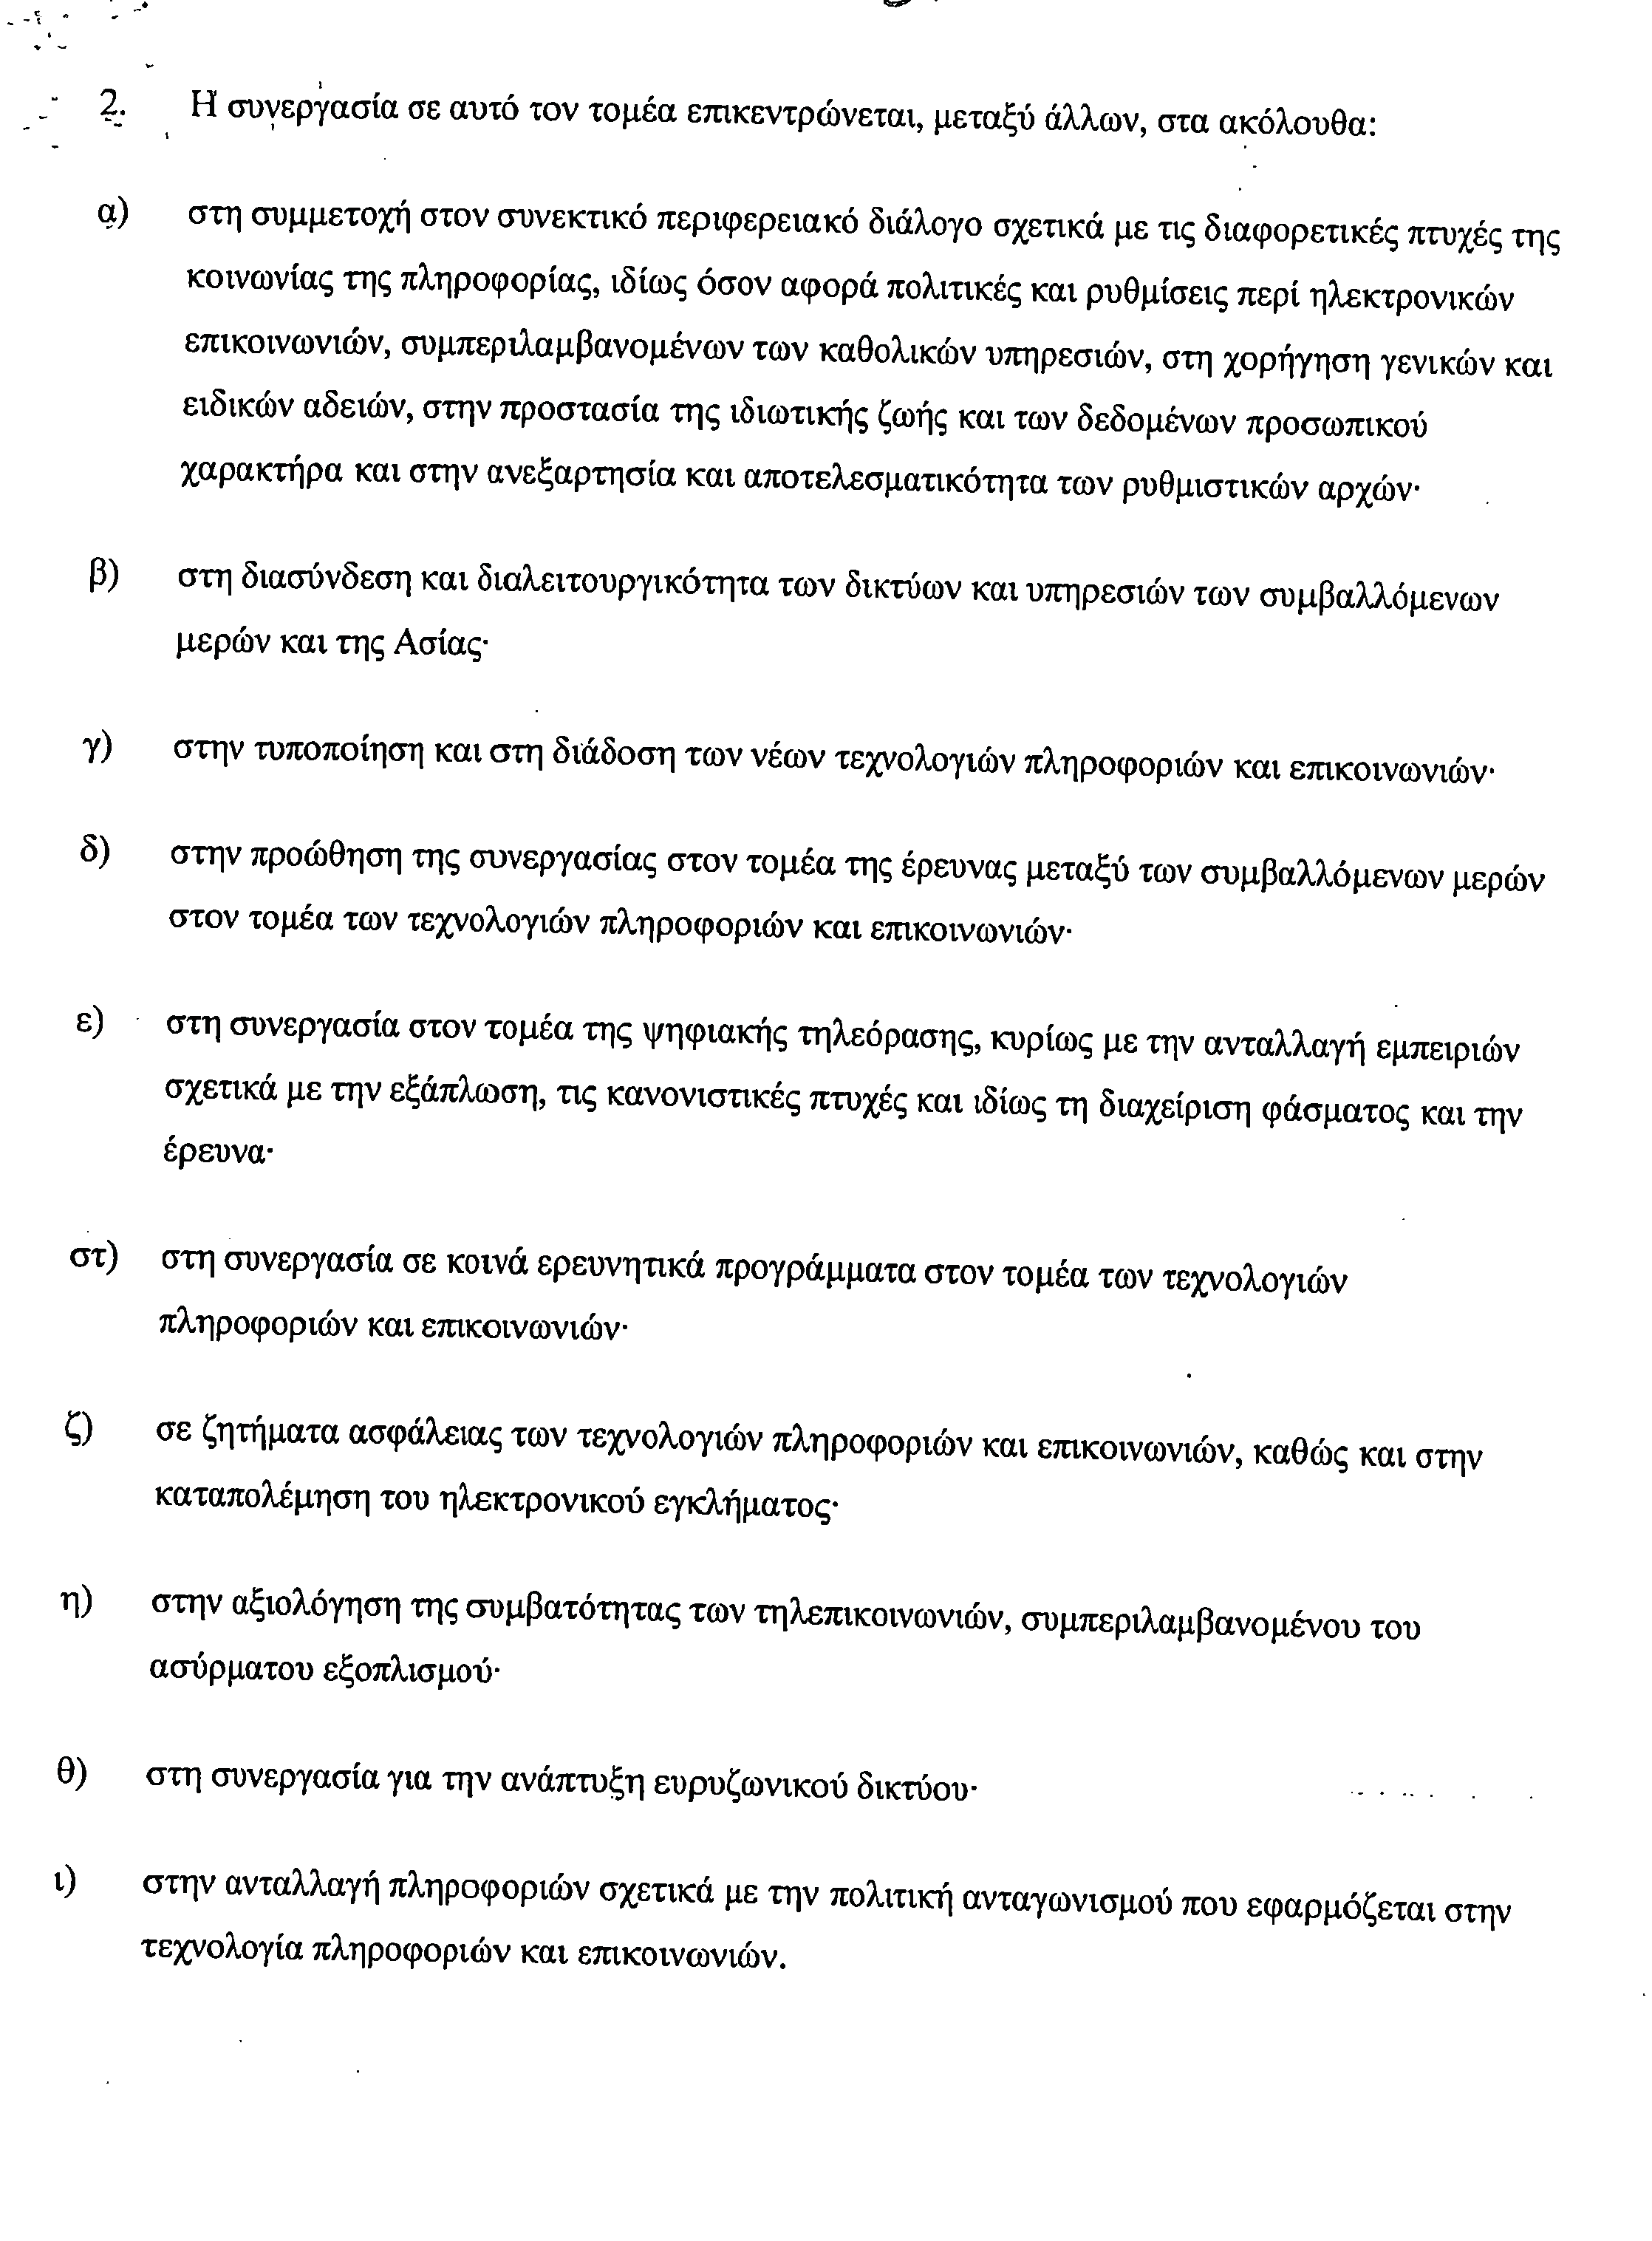 2. Η συνεργασία σε αυτό τον τομέα επικεντρώνεται, μεταξύ άλλων, στα ακόλουθα:
α) στη συμμετοχή στον συνεκτικό περιφερειακό διάλογο σχετικά με τις διαφορετικές πτυχές της
κοινωνίας της πληροφορίας, ιδίως όσον αφορά πολιτικές και ρυθμίσεις περί ηλεκτρονικών
επικοινωνιών, συμπεριλαμβανομένων των καθολικών υπηρεσιών, στη χορήγηση γενικών και
ειδικών αδειών, στην προστασία της ιδιωτικής ζωής και των δεδομένων προσωπικού
χαρακτήρα και στην ανεξαρτησία και αποτελεσματικότητα των ρυθμιστικών αρχών·
β) στη διασύνδεση και διαλειτουργικότητα των δικτύων και υπηρεσιών των συμβαλλόμενων
μερών και της Ασίας·
γ) στην τυποποίηση και στη διάδοση των νέων τεχνολογιών πληροφοριών και επικοινωνιών·
δ) στην προώθηση της συνεργασίας στον τομέα της έρευνας μεταξύ των συμβαλλόμενων μερών
στον τομέα των τεχνολογιών πληροφοριών και επικοινωνιών·
ε) στη συνεργασία στον τομέα της ψηφιακής τηλεόρασης, κυρίως με την ανταλλαγή εμπειριών
σχετικά με την εξάπλωση, τις κανονιστικές πτυχές και ιδίως τη διαχείριση φάσματος και την
έρευνα·
στ) στη συνεργασία σε κοινά ερευνητικά προγράμματα στον τομέα των τεχνολογιών
πληροφοριών και επικοινωνιών·
ζ) σε ζητήματα ασφάλειας των τεχνολογιών πληροφοριών και επικοινωνιών, καθώς και στην
καταπολέμηση του ηλεκτρονικού εγκλήματος·
η) στην αξιολόγηση της συμβατότητας των τηλεπικοινωνιών, συμπεριλαμβανομένου του
ασύρματου εξοπλισμού·
θ) στη συνεργασία για την ανάπτυξη ευρυζωνικού δικτύου·
ι) στην ανταλλαγή πληροφοριών σχετικά με την πολιτική ανταγωνισμού που εφαρμόζεται στην
τεχνολογία πληροφοριών και επικοινωνιών.